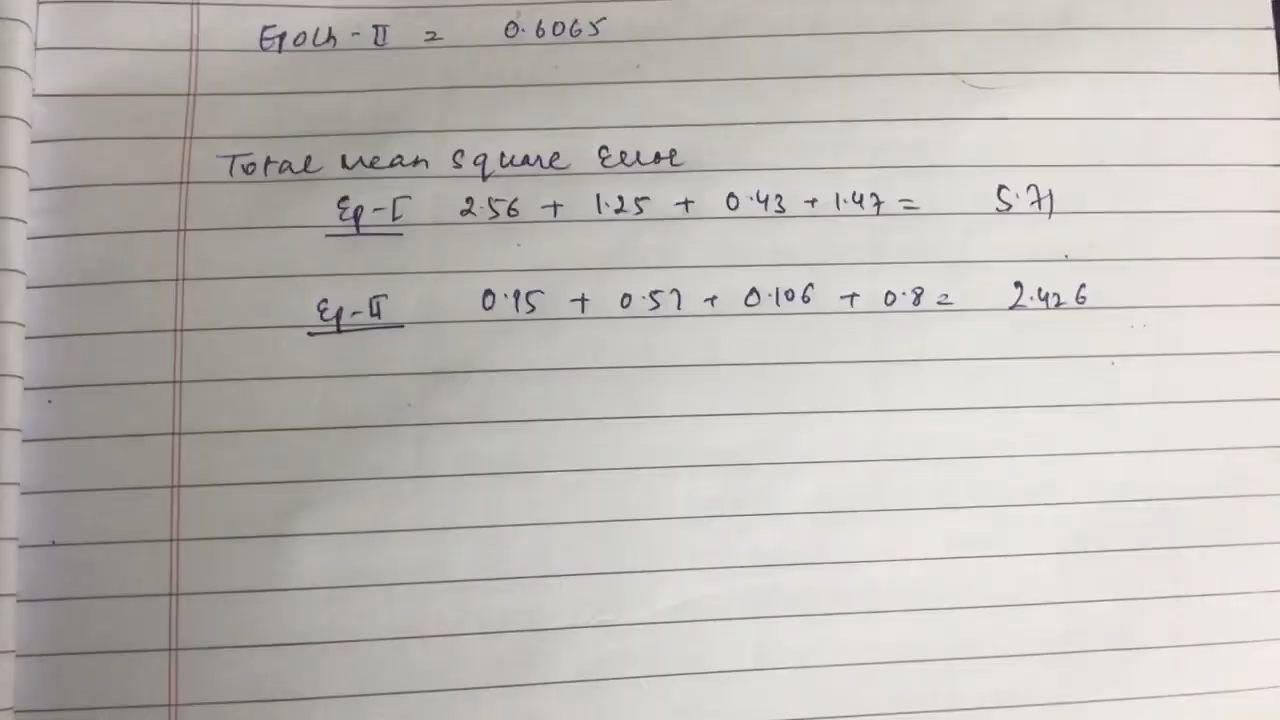 Epoch - II = 0.6065
Total Mean Square Error
Ep-I 2.56 + 1.25 + 0.43 + 1.47 = 5.71
Ep-II 0.95 + 0.57 + 0.106 + 0.8 = 2.426